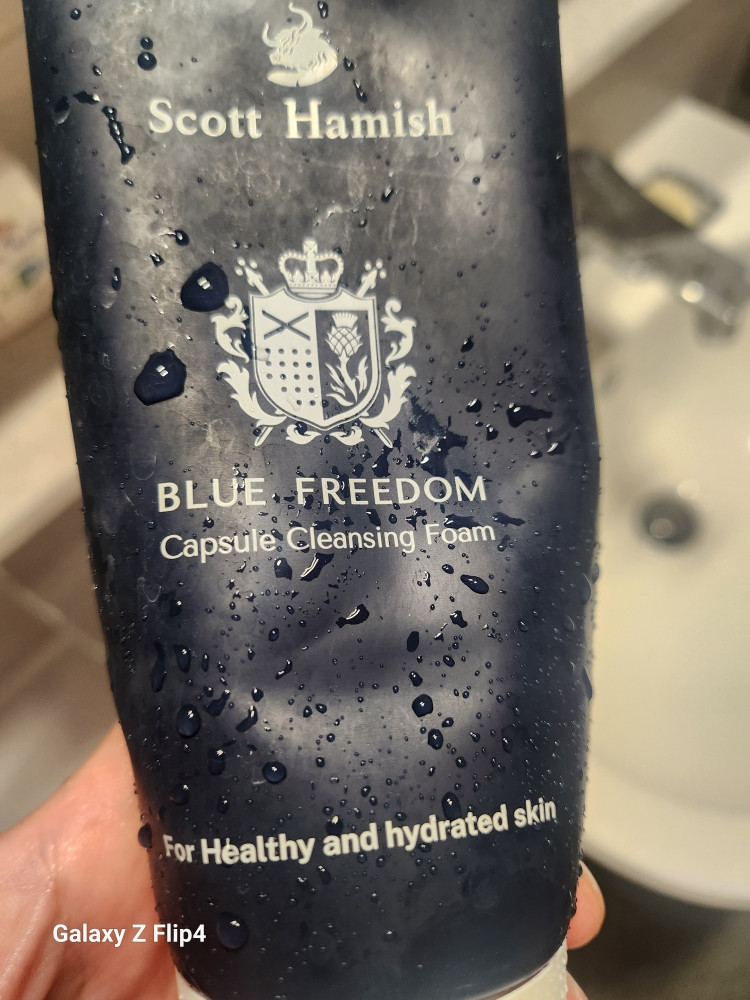 Scott Hamish
BLUE FREEDOM
Capsule Cleansing Foam
For Healthy and hydrated skin
Galaxy Z Flip4